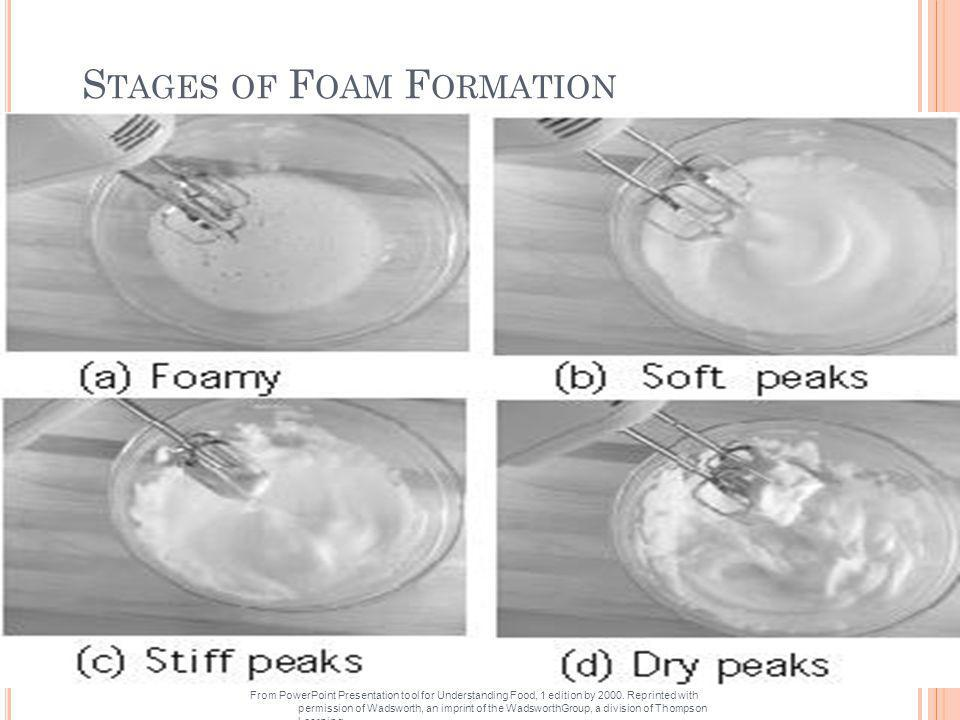 STAGES OF FOAM FORMATION
(a) Foamy
(b) Soft peaks
(c) Stiff peaks
(d) Dry peaks
From PowerPoint Presentation tool for Understanding Food, 1 edition by 2000. Reprinted with
permission of Wadsworth, an imprint of the WadsworthGroup, a division of Thompson